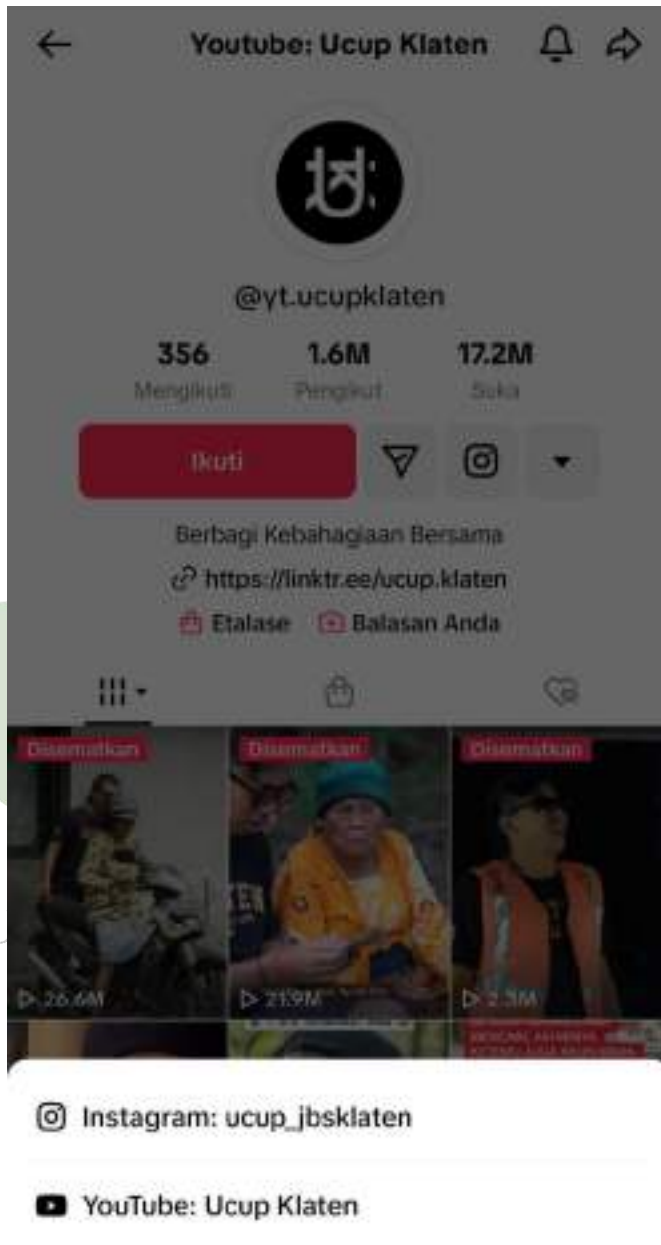 Youtube: Ucup Klaten
@yt.ucupklaten
356 1.6M 17.2M
Mengikuti Pengikut Suka
Ikuti
Berbagi Kebahagiaan Bersama
https://linktr.ee/ucup.klaten
Etalase Balasan Anda
Disematkan Disematkan Disematkan
26.6M 21.9M 2.3M
Instagram: ucup_jbsklaten
YouTube: Ucup Klaten